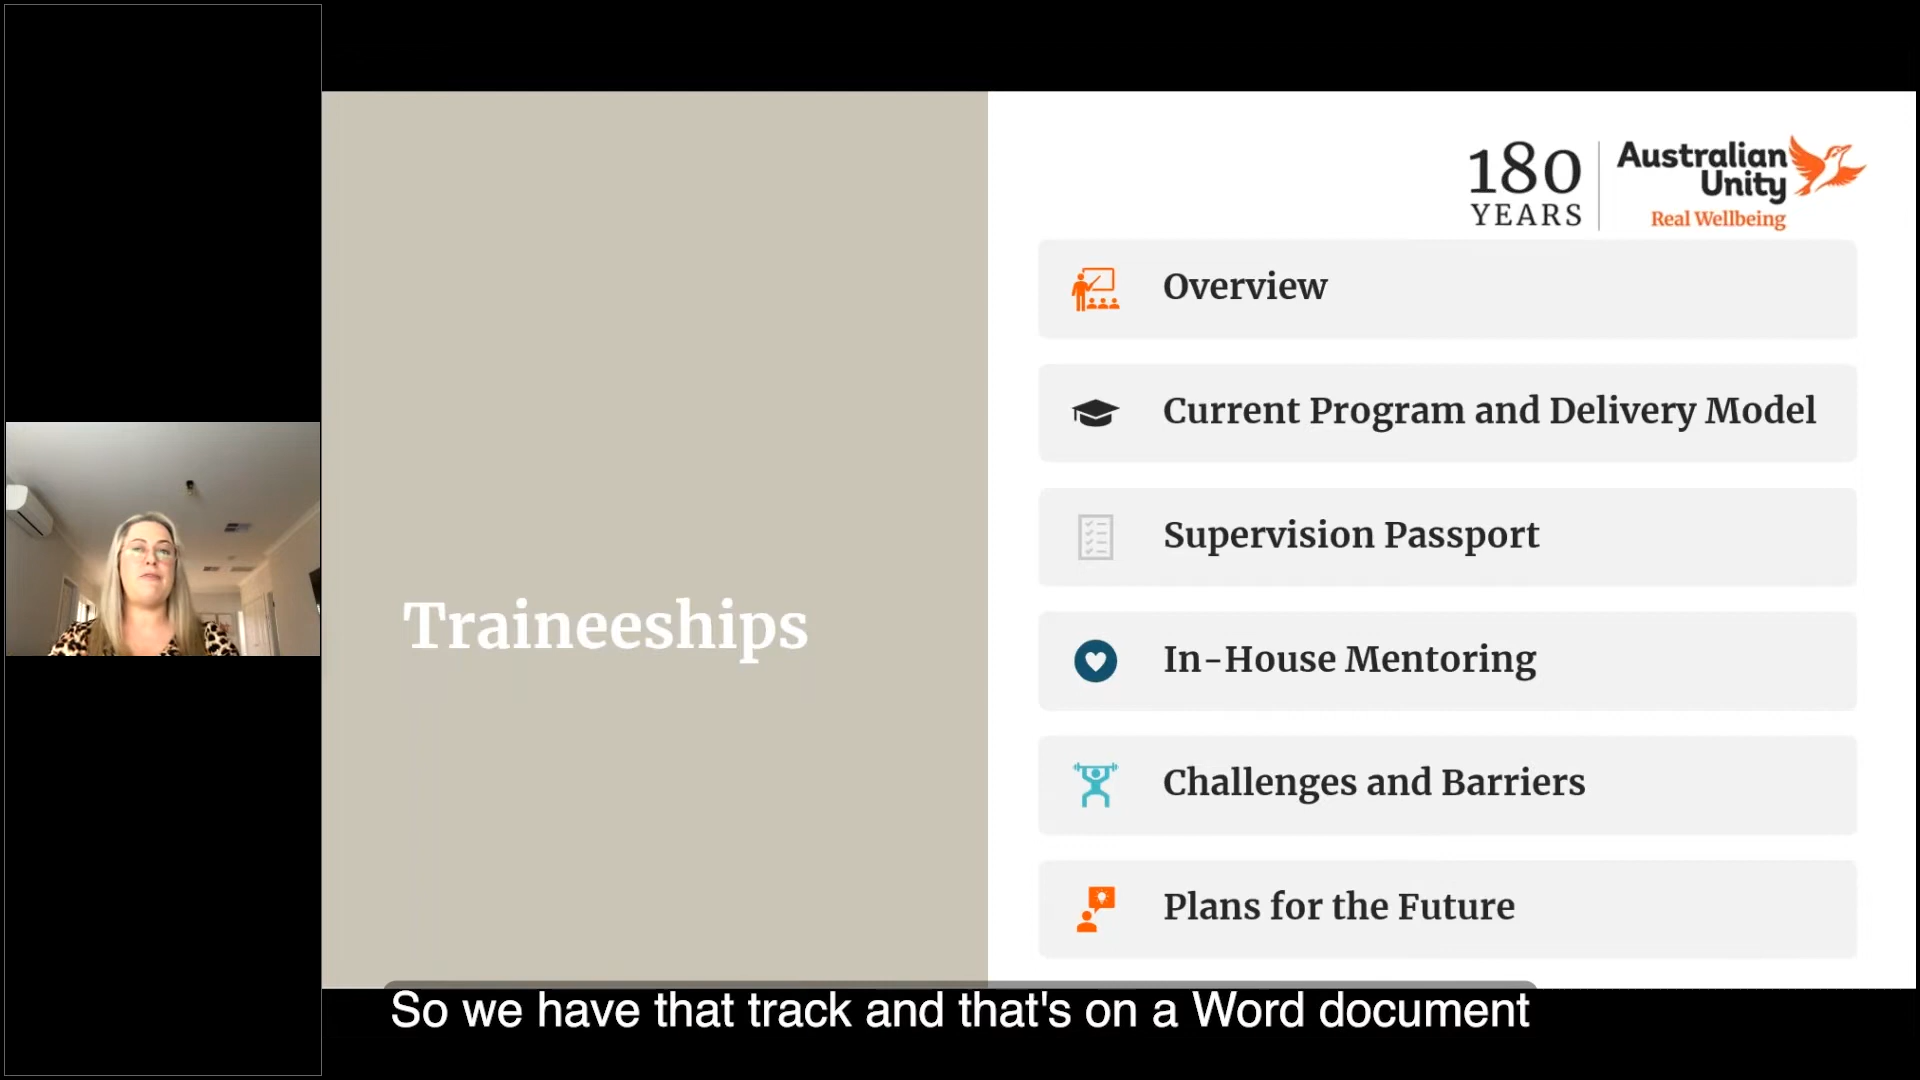 180
YEARS
Australian
Unity
Real Wellbeing
Traineeships
Overview
Current Program and Delivery Model
Supervision Passport
In-House Mentoring
Challenges and Barriers
Plans for the Future
So we have that track and that's on a Word document